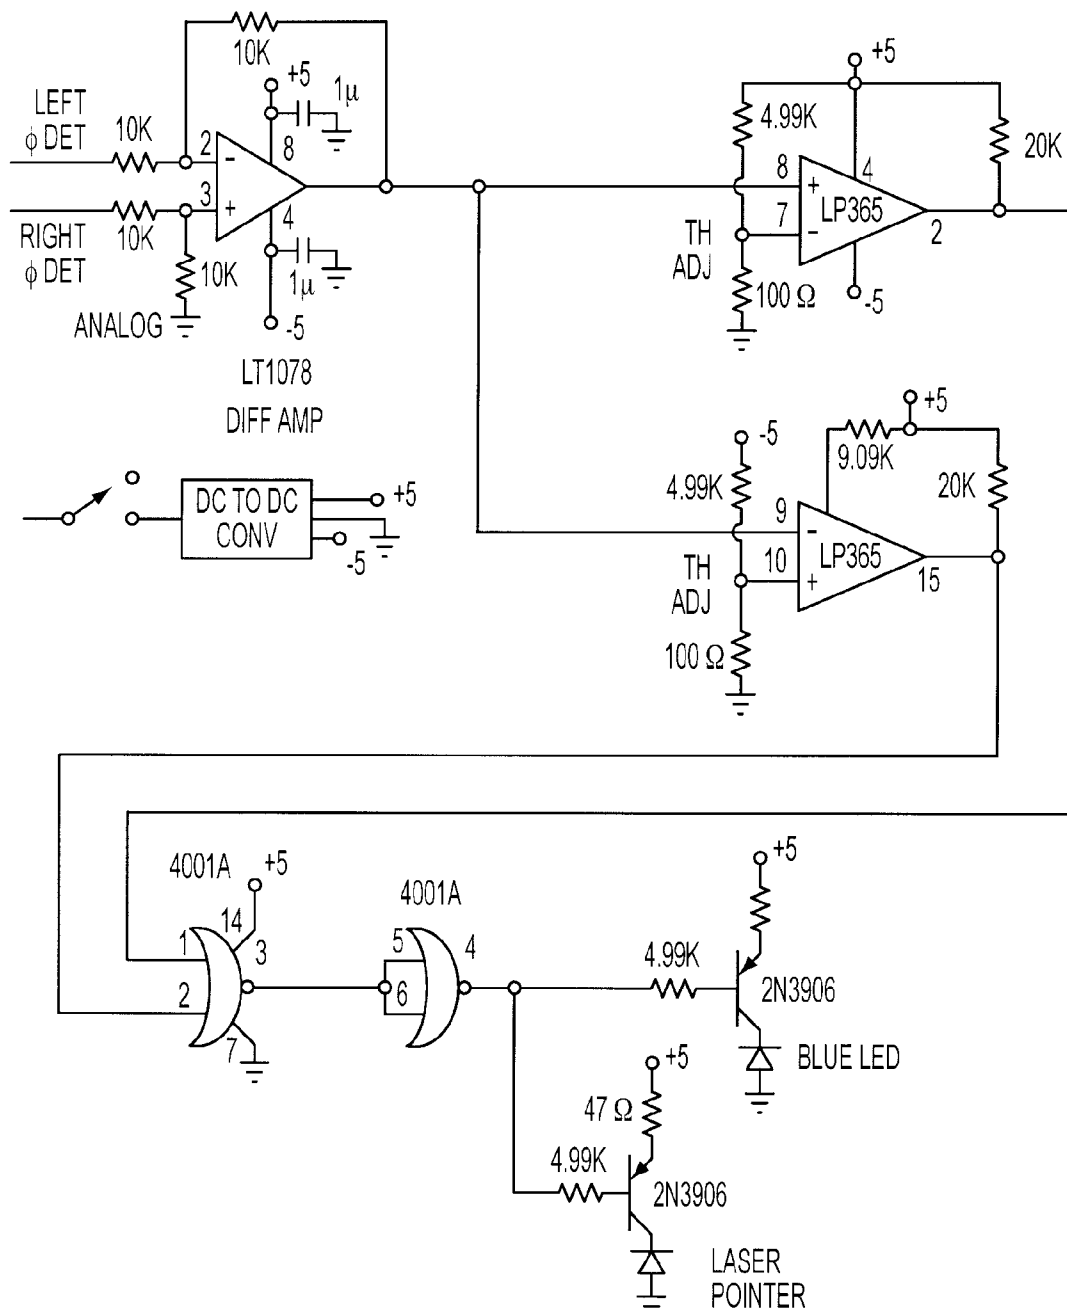 10K
+5
1µ
LEFT
ϕ DET
10K
2
-
8
3
+
4
RIGHT
ϕ DET
10K
10K
1µ
ANALOG
-5
LT1078
DIFF AMP
+5
4.99K
20K
8
+
4
LP365
7
-
2
TH
ADJ
100 Ω
-5
DC TO DC
CONV
+5
-5
-5
+5
4.99K
9.09K
20K
9
-
LP365
10
+
15
TH
ADJ
100 Ω
4001A
+5
14
1
3
2
7
4001A
5
4
6
+5
4.99K
2N3906
BLUE LED
+5
47 Ω
4.99K
2N3906
LASER
POINTER